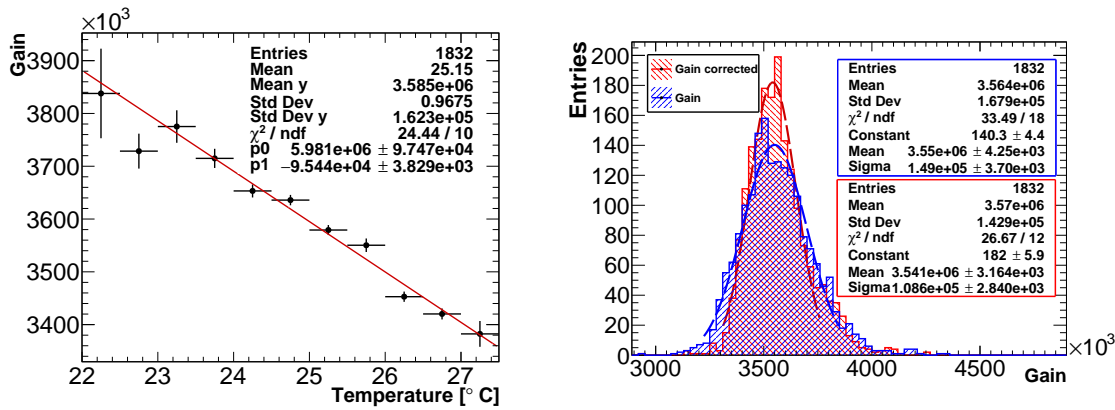 ×10³
Gain
3900
3800
3700
3600
3500
3400
Entries 1832
Mean 25.15
Mean y 3.585e+06
Std Dev 0.9675
Std Dev y 1.623e+05
χ² / ndf 24.44 / 10
p0 5.981e+06 ± 9.747e+04
p1 −9.544e+04 ± 3.829e+03
22 23 24 25 26 27
Temperature [° C]
Entries
200
180
160
140
120
100
80
60
40
20
0
Gain corrected
Gain
Entries 1832
Mean 3.564e+06
Std Dev 1.679e+05
χ² / ndf 33.49 / 18
Constant 140.3 ± 4.4
Mean 3.55e+06 ± 4.25e+03
Sigma 1.49e+05 ± 3.70e+03
Entries 1832
Mean 3.57e+06
Std Dev 1.429e+05
χ² / ndf 26.67 / 12
Constant 182 ± 5.9
Mean 3.541e+06 ± 3.164e+03
Sigma 1.086e+05 ± 2.840e+03
3000 3500 4000 4500
×10³
Gain